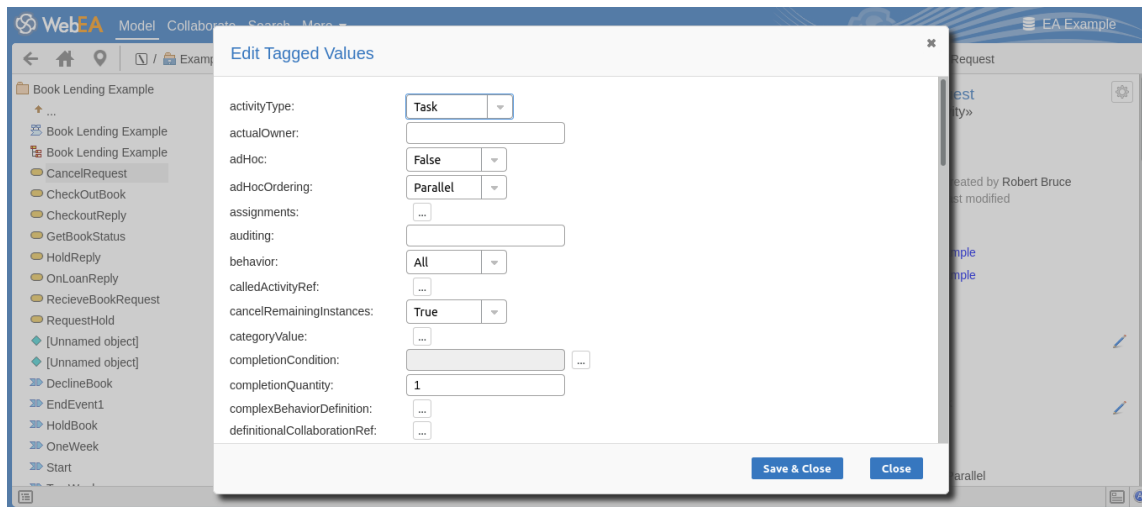 WebEA Model Collaborate Search More EA Example
/ Examp Request
Edit Tagged Values
Book Lending Example
...
Book Lending Example
Book Lending Example
CancelRequest
CheckOutBook
CheckoutReply
GetBookStatus
HoldReply
OnLoanReply
RecieveBookRequest
RequestHold
[Unnamed object]
[Unnamed object]
DeclineBook
EndEvent1
HoldBook
OneWeek
Start
activityType: Task
actualOwner:
adHoc: False
adHocOrdering: Parallel
assignments: ...
auditing:
behavior: All
calledActivityRef: ...
cancelRemainingInstances: True
categoryValue: ...
completionCondition: ...
completionQuantity: 1
complexBehaviorDefinition: ...
definitionalCollaborationRef: ...
Save & Close Close
est
ity»
eated by Robert Bruce
st modified
mple
mple
arallel